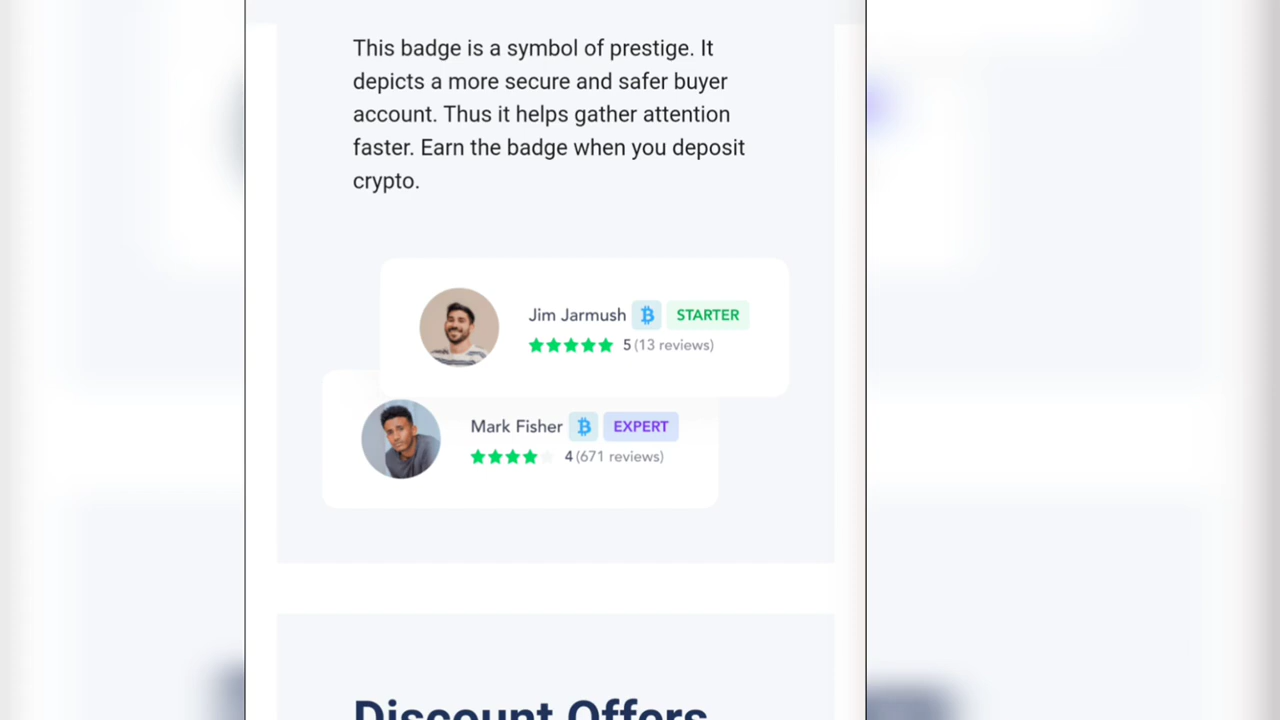 This badge is a symbol of prestige. It
depicts a more secure and safer buyer
account. Thus it helps gather attention
faster. Earn the badge when you deposit
crypto.
Jim Jarmush STARTER
5 (13 reviews)
Mark Fisher EXPERT
4 (671 reviews)
Discount Offers